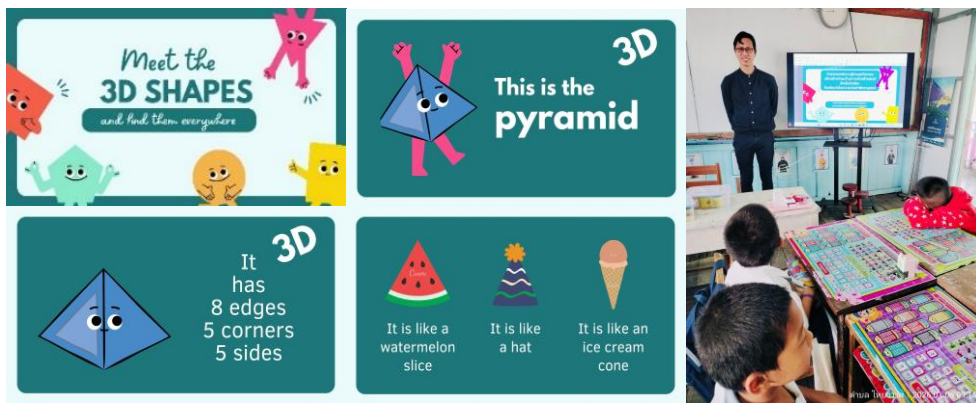 Meet the
3D SHAPES
and find them everywhere
3D
This is the
pyramid
3D
It
has
8 edges
5 corners
5 sides
It is like a
watermelon
slice
It is like
a hat
It is like an
ice cream
cone